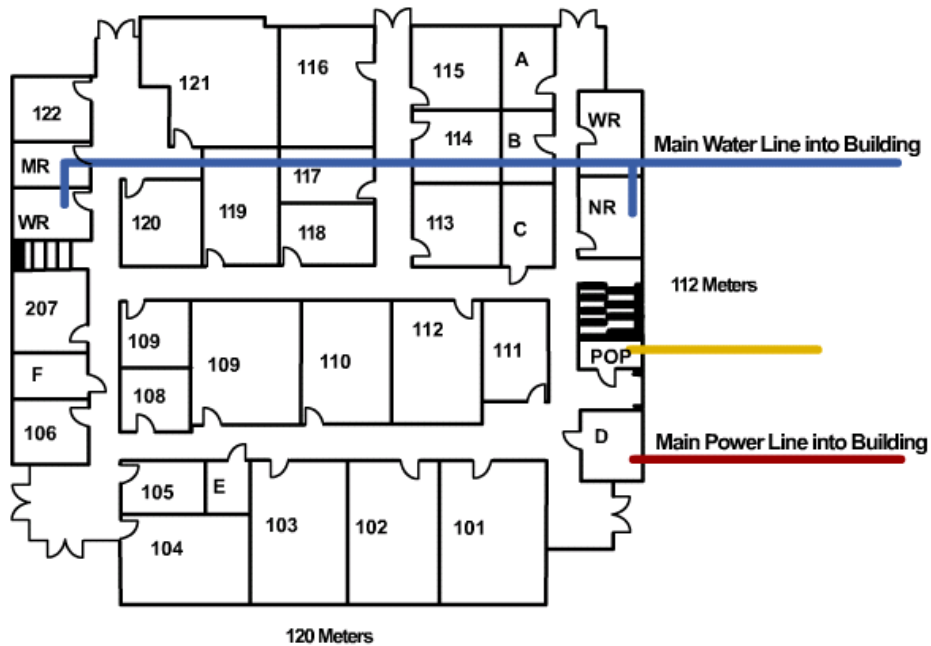 121
116
115
A
122
WR
114
B
Main Water Line into Building
MR
117
119
120
118
113
C
NR
WR
112 Meters
207
109
109
110
112
111
POP
F
108
106
D
Main Power Line into Building
105
E
103
102
101
104
120 Meters